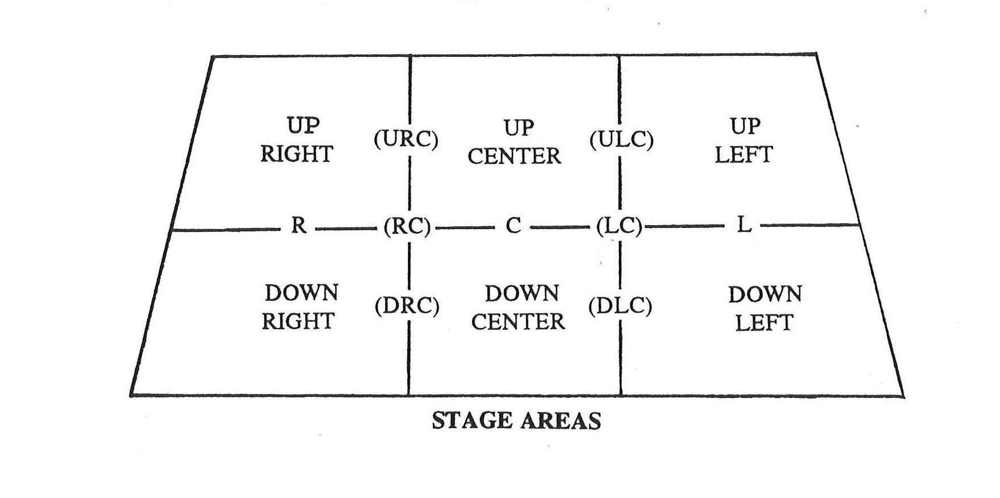 UP
RIGHT
(URC)
UP
CENTER
(ULC)
UP
LEFT
R
(RC)
C
(LC)
L
DOWN
RIGHT
(DRC)
DOWN
CENTER
(DLC)
DOWN
LEFT
STAGE AREAS